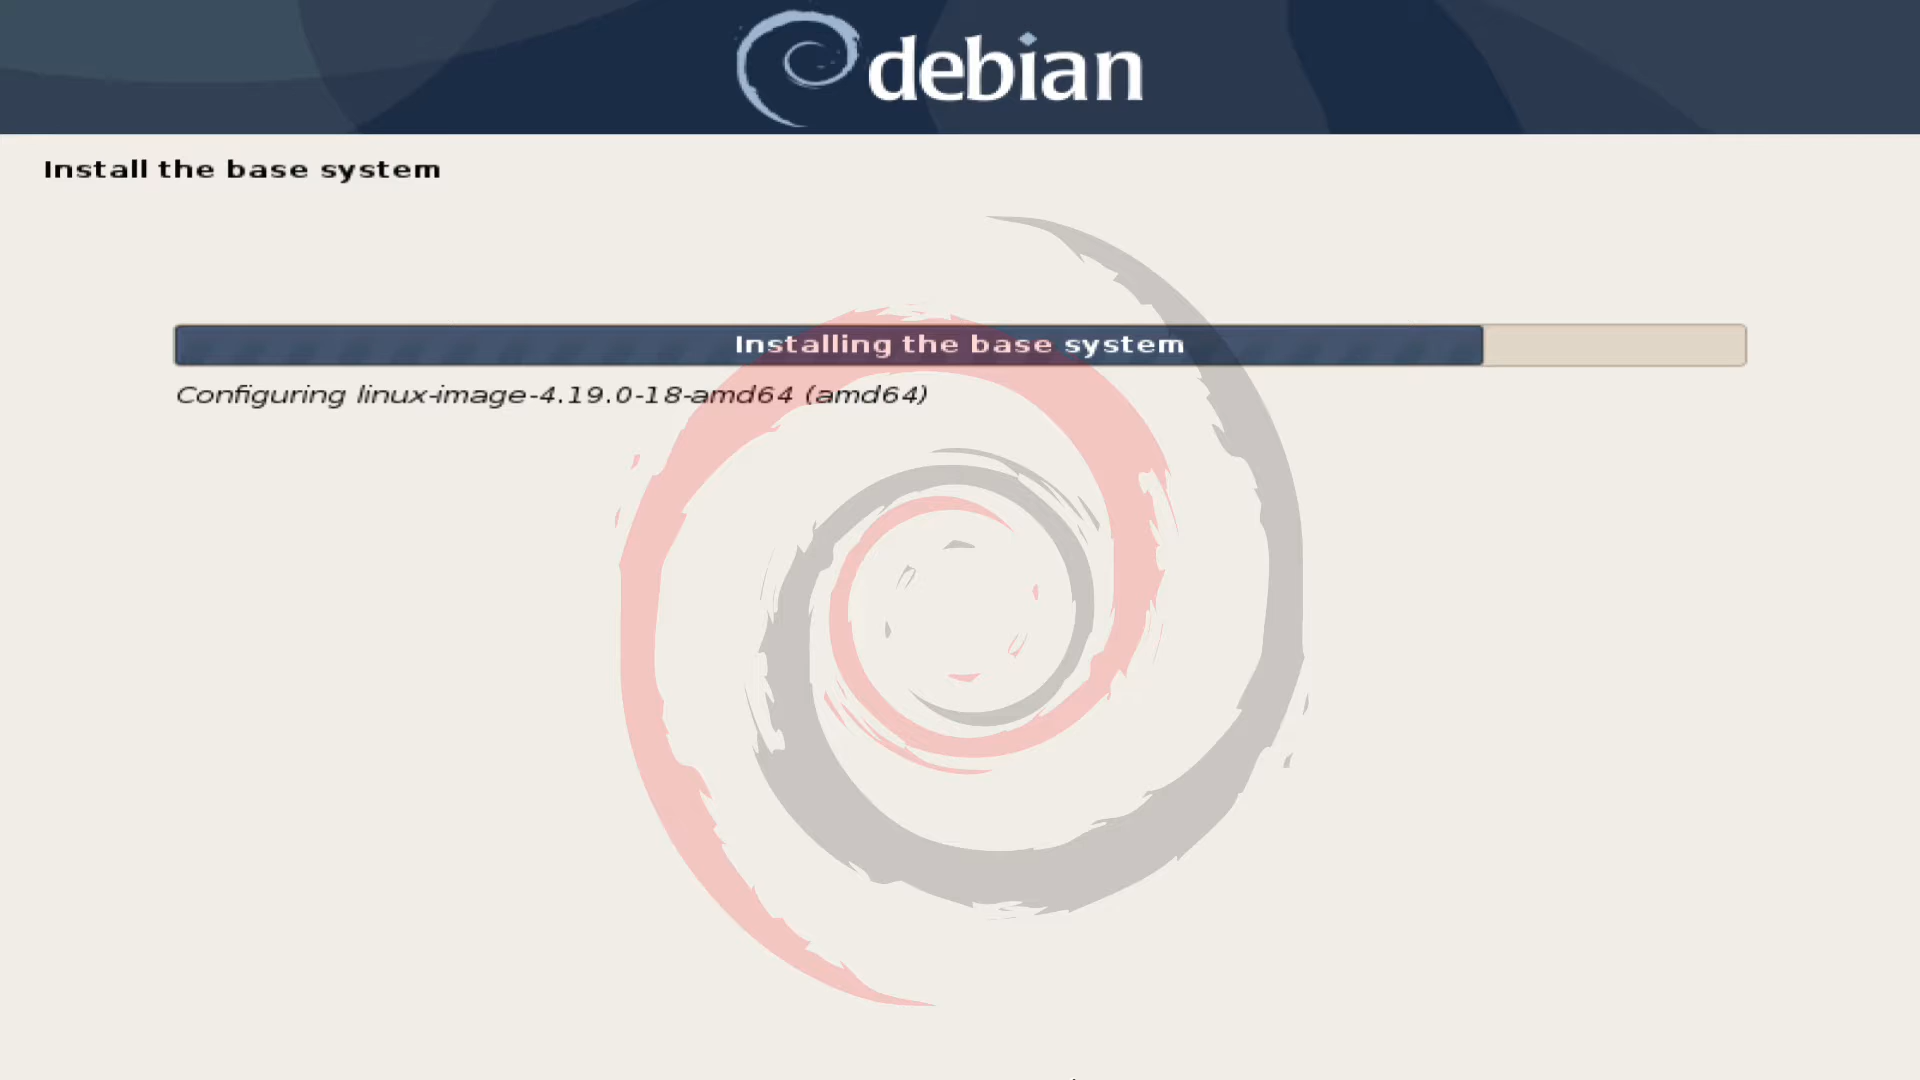 debian
Install the base system
Installing the base system
Configuring linux-image-4.19.0-18-amd64 (amd64)